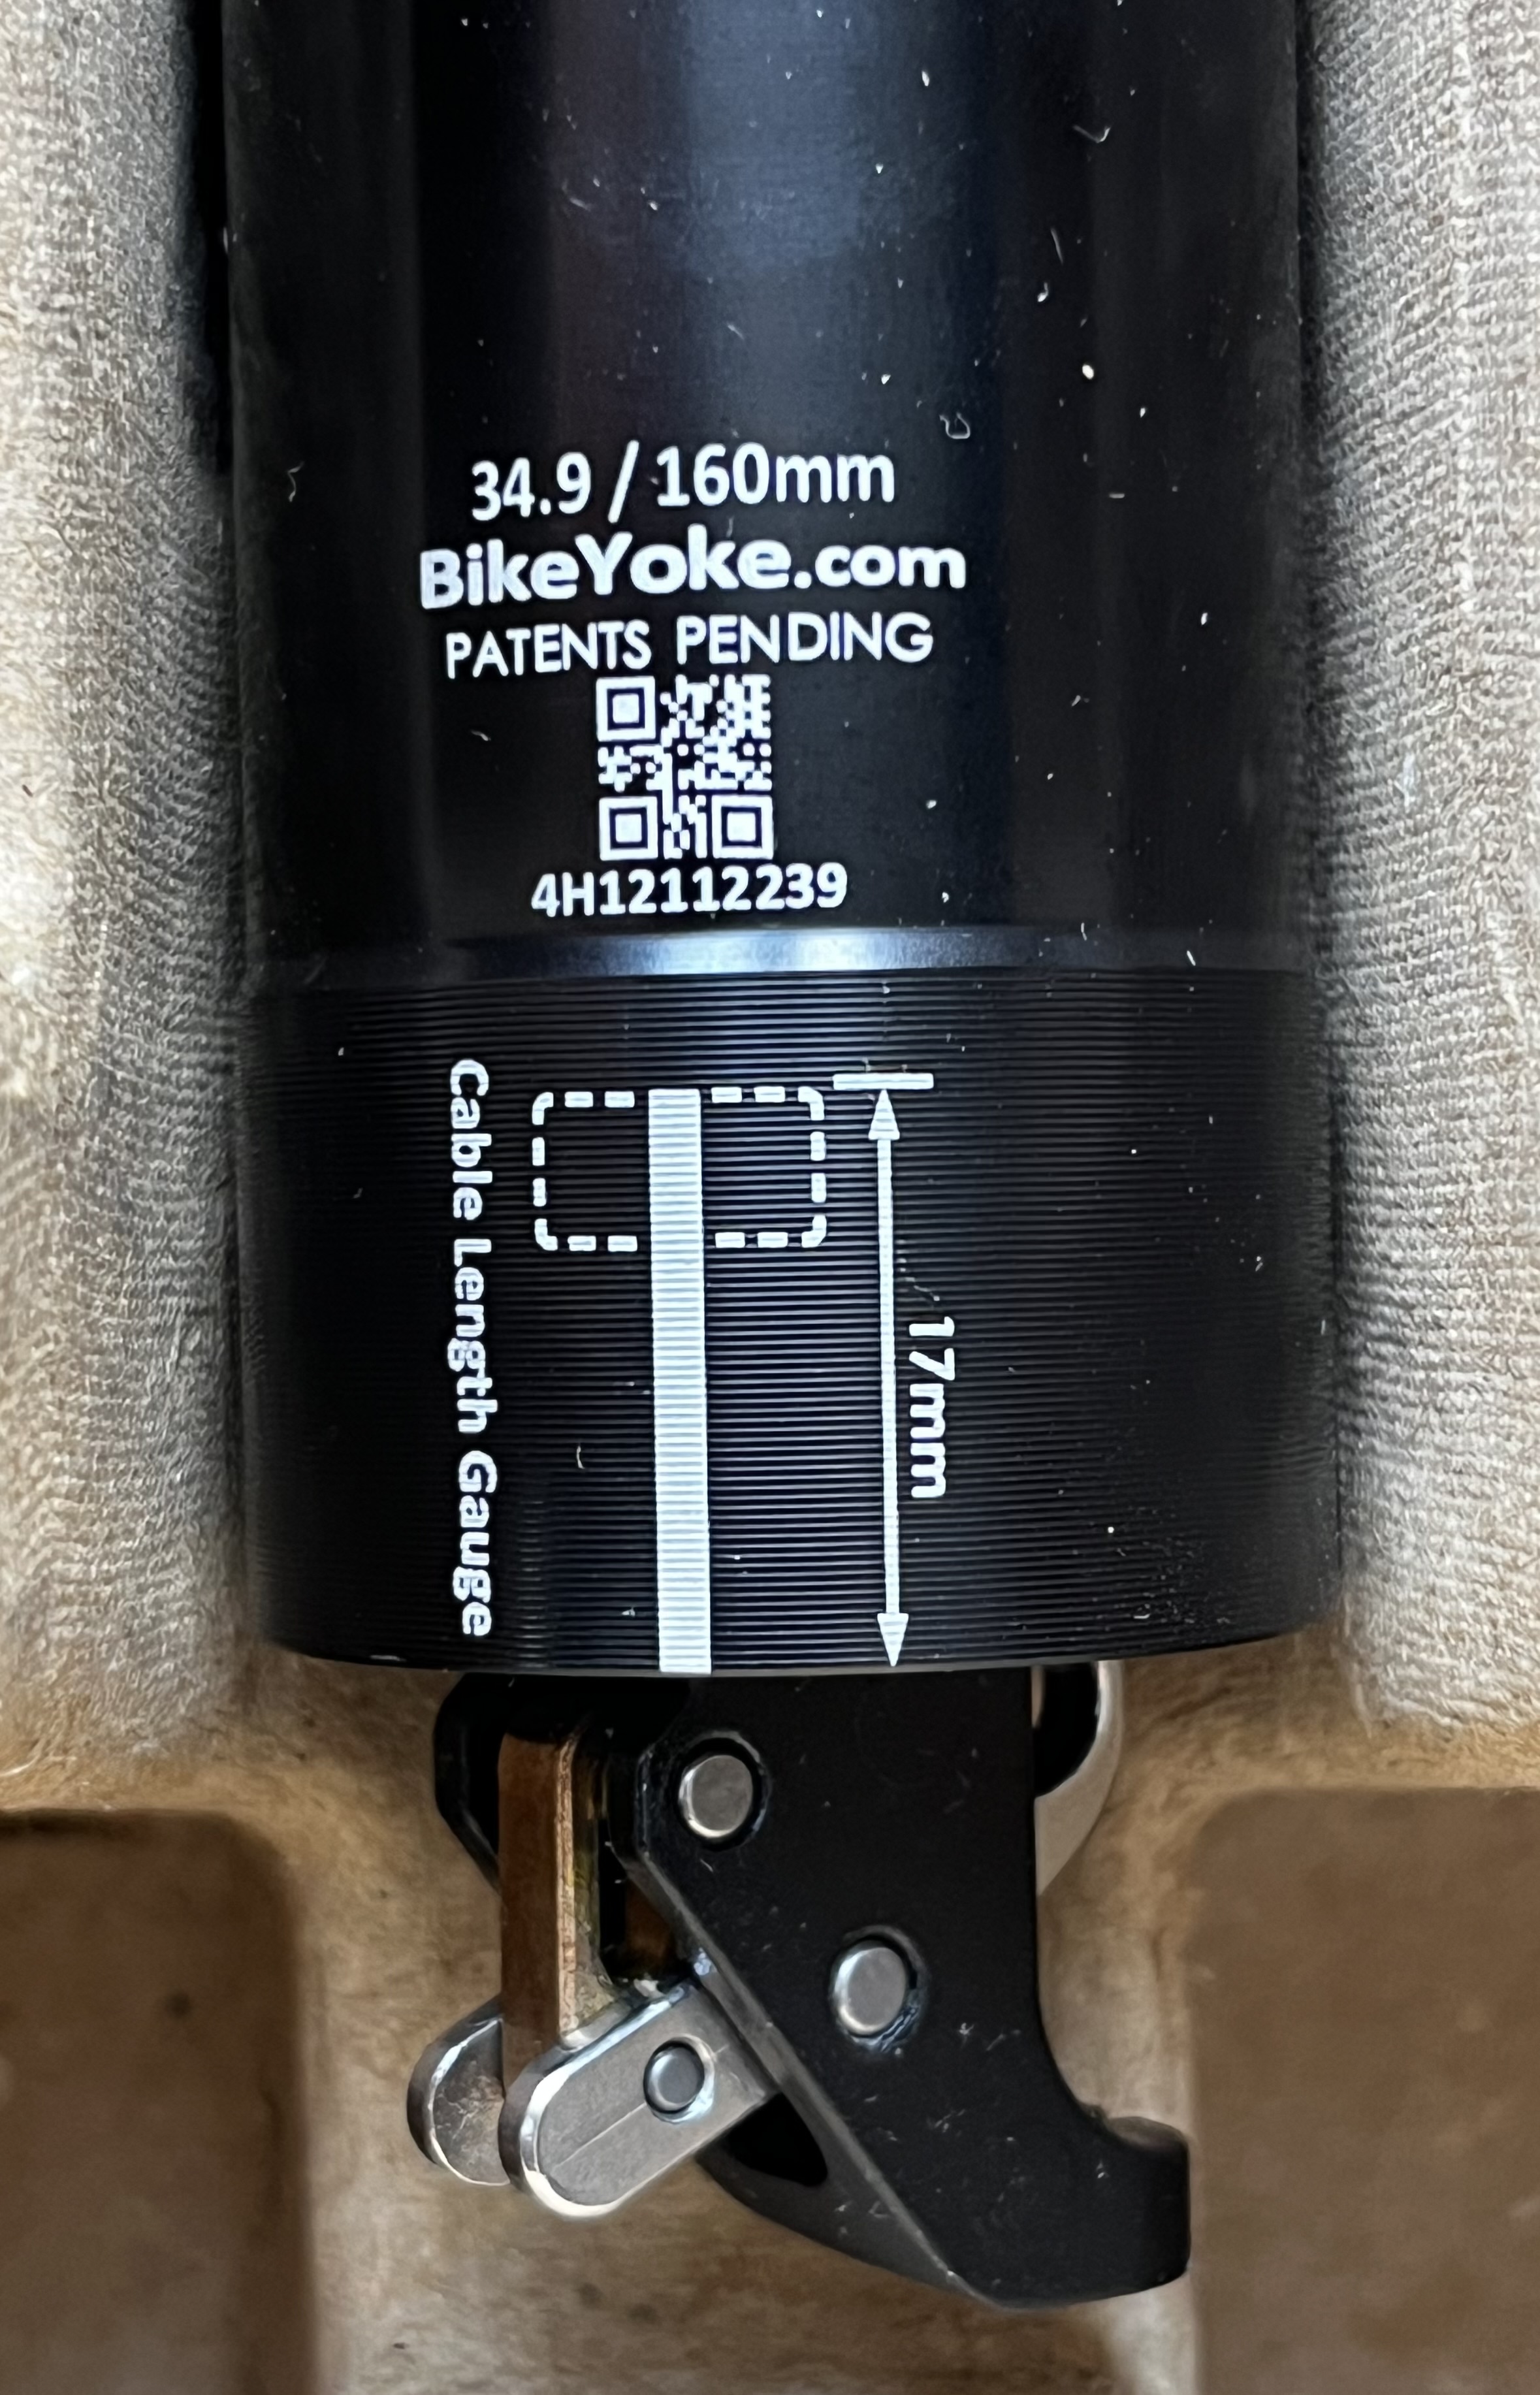 34.9 / 160mm
BikeYoke.com
PATENTS PENDING
4H12112239
Cable Length Gauge
17mm